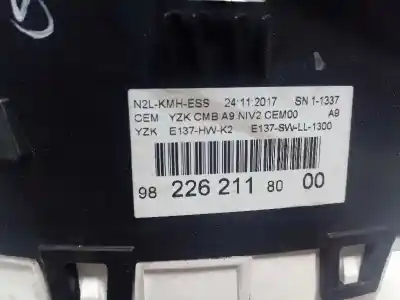 N2L-KMH-ESS 24:11:2017 SN 1-1337
CEM YZK CMB A9 NIV2 CEM00 A9
YZK E137-HW-K2 E137-SW-LL-1300
98 226 211 80 00